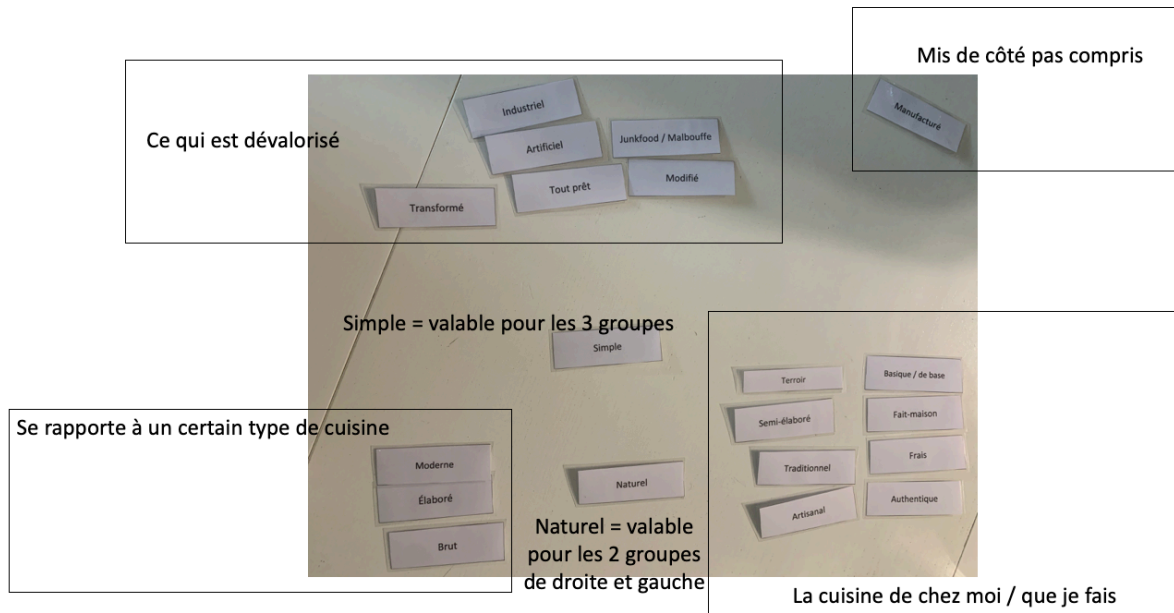 Mis de côté pas compris
Manufacturé
Ce qui est dévalorisé
Industriel
Artificiel
Junkfood / Malbouffe
Tout prêt
Modifié
Transformé
Simple = valable pour les 3 groupes
Simple
Se rapporte à un certain type de cuisine
Moderne
Élaboré
Brut
Naturel
Naturel = valable
pour les 2 groupes
de droite et gauche
Terroir
Basique / de base
Semi-élaboré
Fait-maison
Traditionnel
Frais
Artisanal
Authentique
La cuisine de chez moi / que je fais